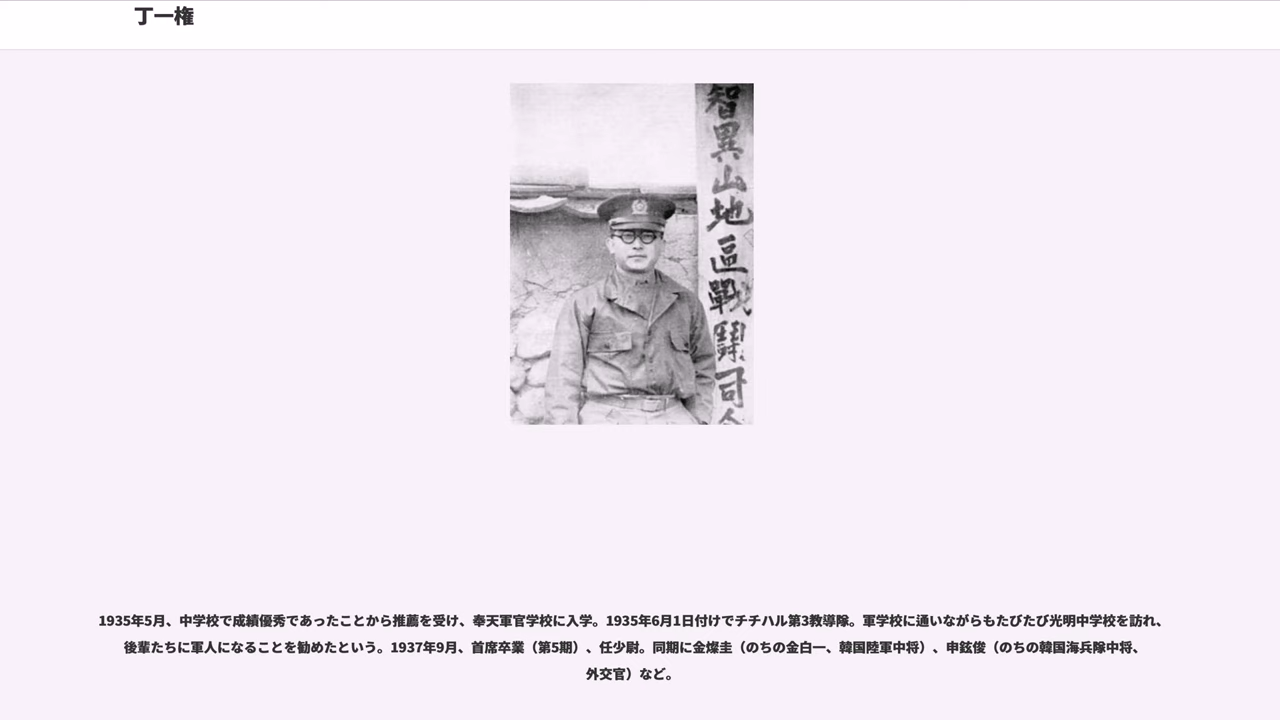 丁一権
智異山地區戰鬪司令
1935年5月、中学校で成績優秀であったことから推薦を受け、奉天軍官学校に入学。1935年6月1日付けでチチハル第3教導隊。軍学校に通いながらもたびたび光明中学校を訪れ、
後輩たちに軍人になることを勧めたという。1937年9月、首席卒業（第5期）、任少尉。同期に金燦圭（のちの金白一、韓国陸軍中将）、申鉉俊（のちの韓国海兵隊中将、
外交官）など。